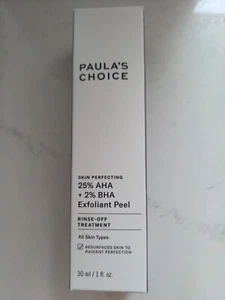 PAULA'S
CHOICE
SKIN PERFECTING
25% AHA
+ 2% BHA
Exfoliant Peel
RINSE-OFF
TREATMENT
All Skin Types
RESURFACES SKIN TO
RADIANT PERFECTION
30 ml / 1 fl. oz.